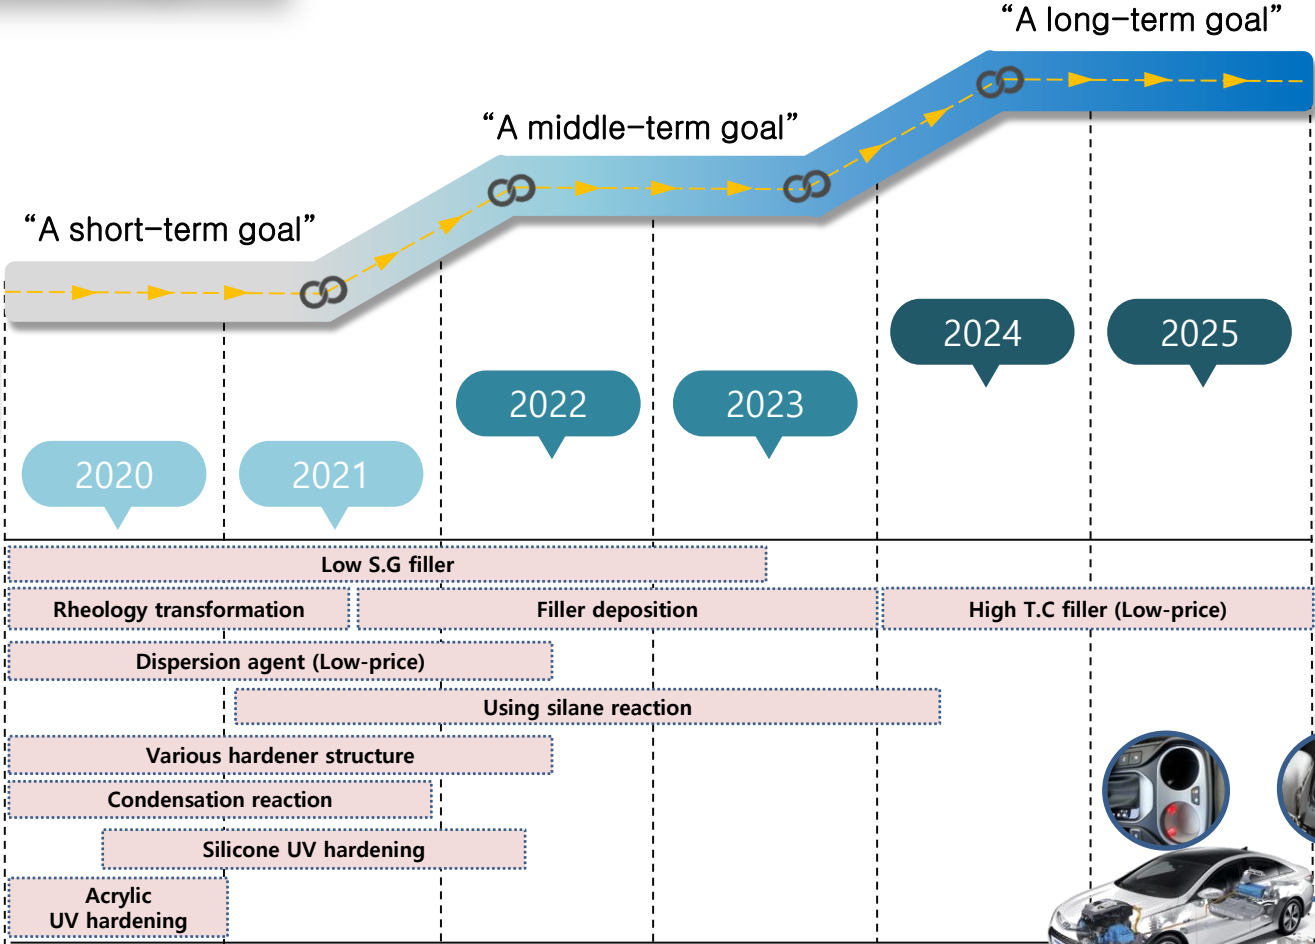 “A long-term goal”
“A middle-term goal”
“A short-term goal”
2024
2025
2022
2023
2020
2021
Low S.G filler
Rheology transformation
Filler deposition
High T.C filler (Low-price)
Dispersion agent (Low-price)
Using silane reaction
Various hardener structure
Condensation reaction
Silicone UV hardening
Acrylic
UV hardening